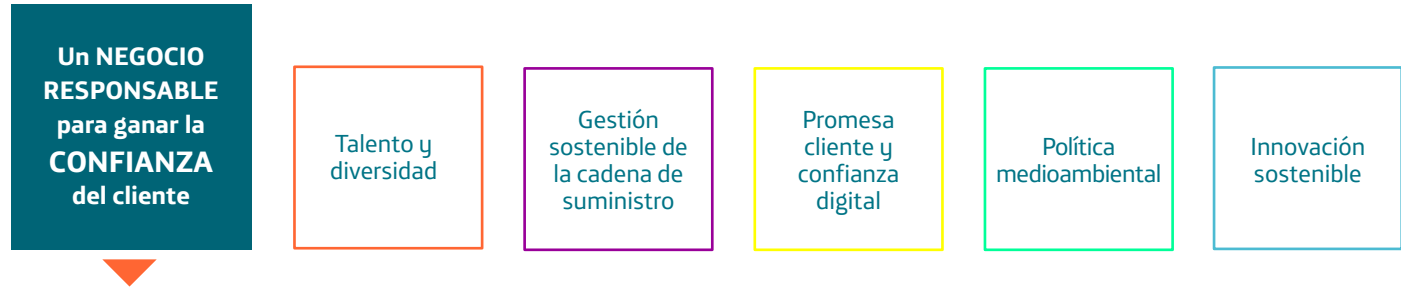 Un NEGOCIO
RESPONSABLE
para ganar la
CONFIANZA
del cliente
Talento y
diversidad
Gestión
sostenible de
la cadena de
suministro
Promesa
cliente y
confianza
digital
Política
medioambiental
Innovación
sostenible